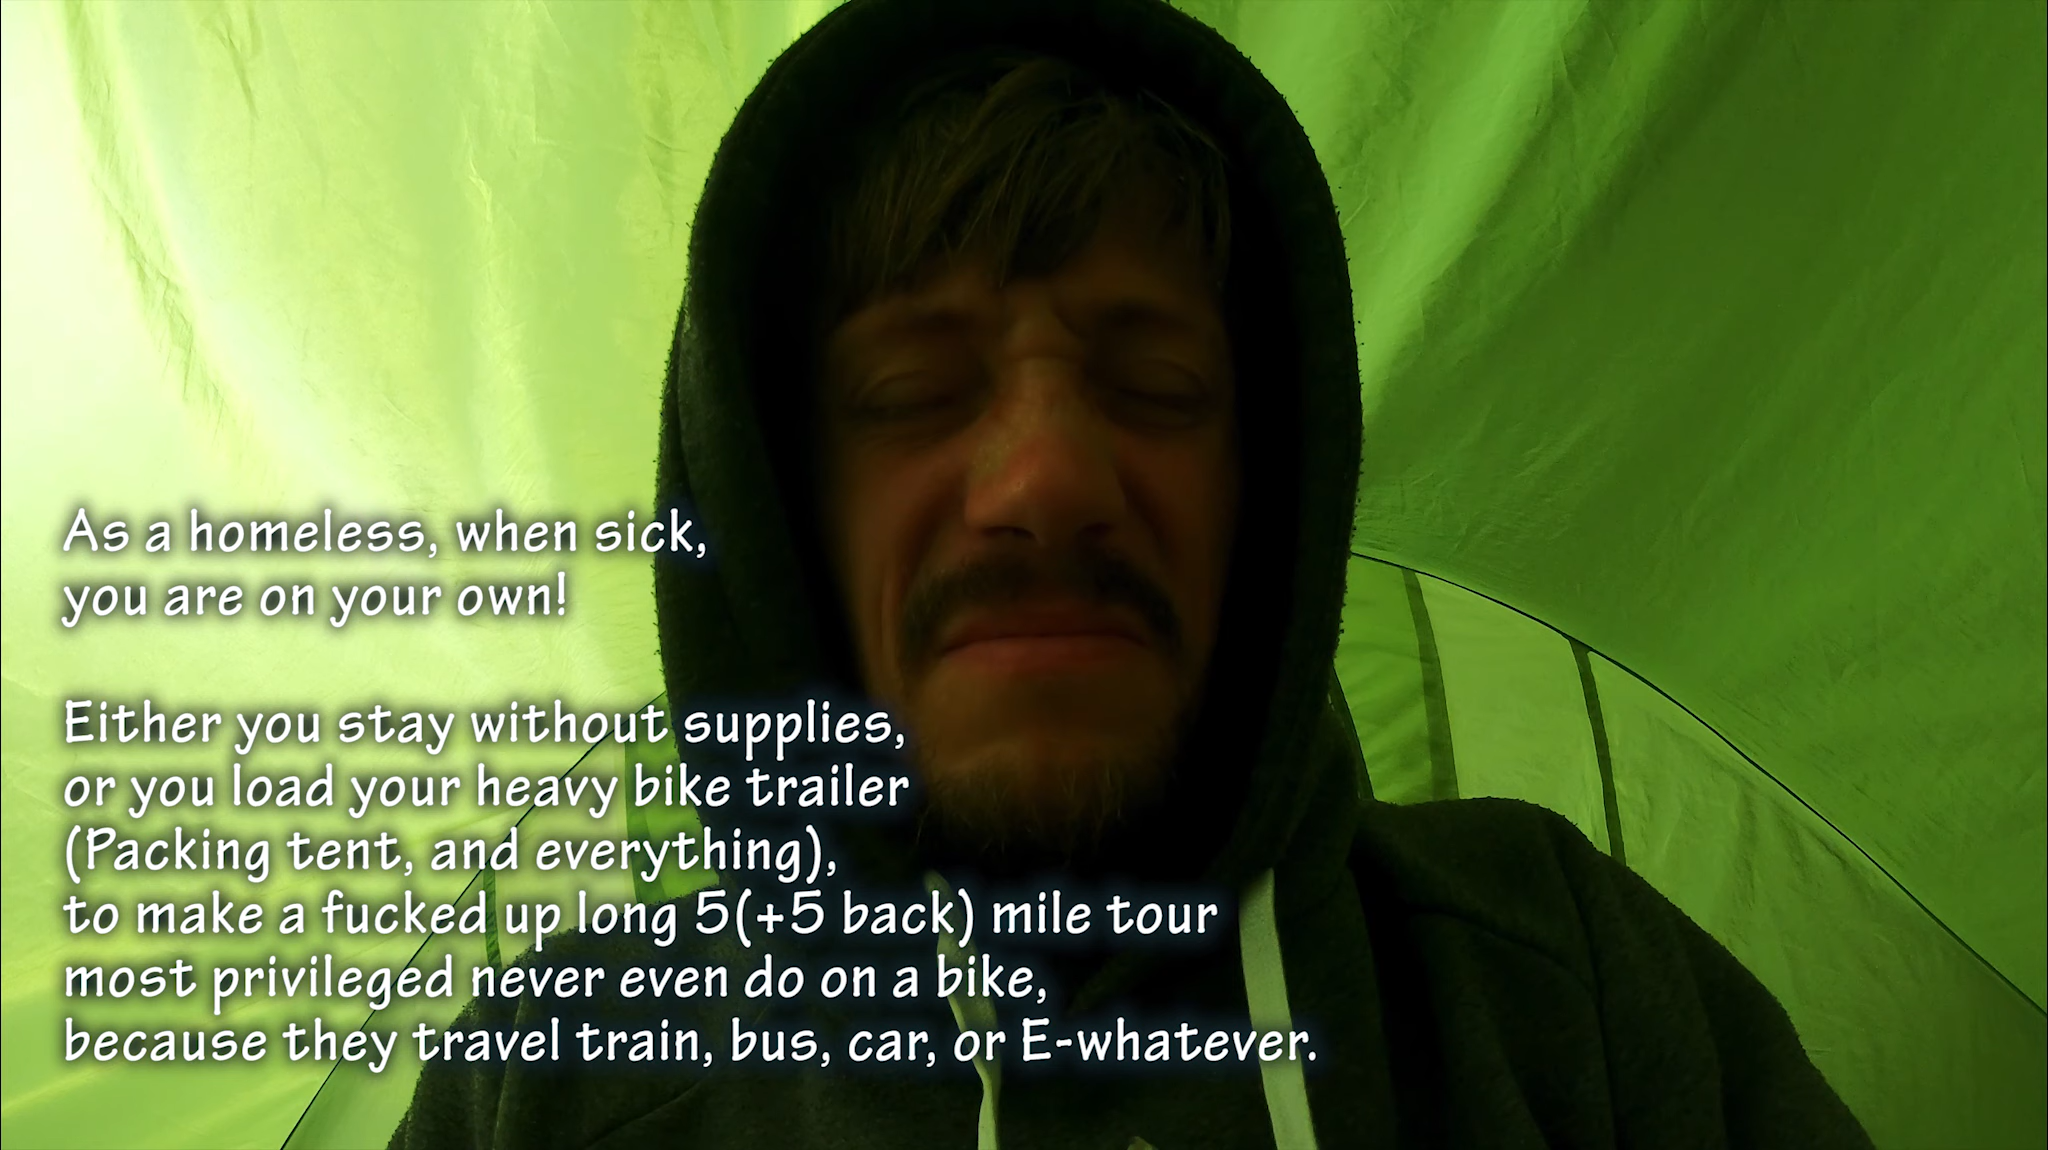 As a homeless, when sick,
you are on your own!
Either you stay without supplies,
or you load your heavy bike trailer
(Packing tent, and everything),
to make a fucked up long 5(+5 back) mile tour
most privileged never even do on a bike,
because they travel train, bus, car, or E-whatever.